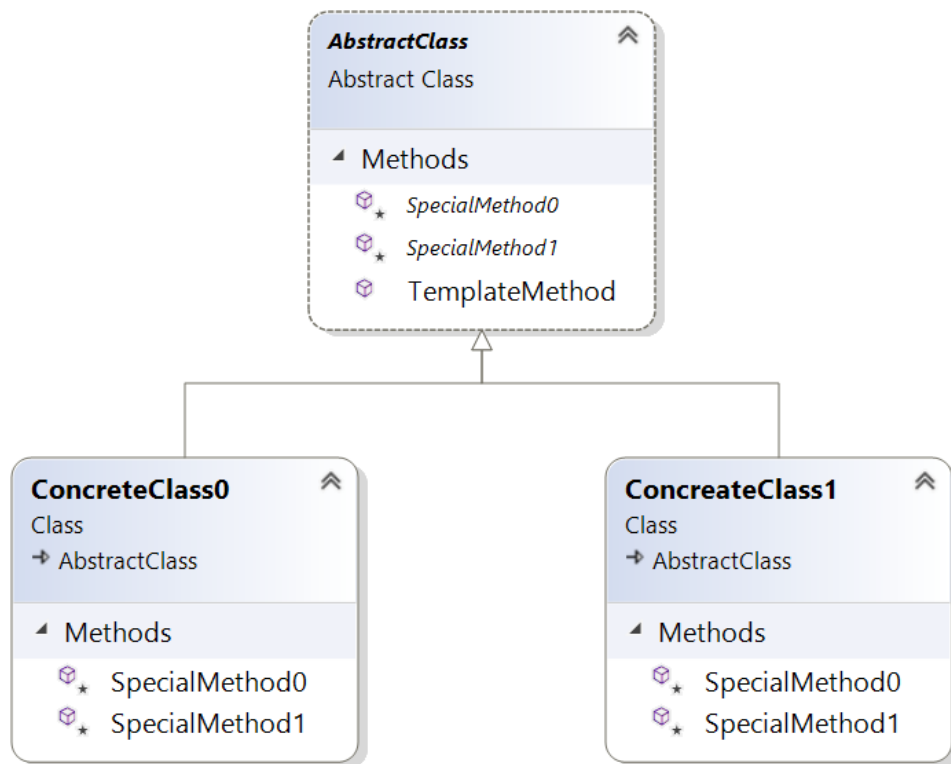 AbstractClass
Abstract Class
Methods
SpecialMethod0
SpecialMethod1
TemplateMethod
ConcreteClass0
Class
AbstractClass
Methods
SpecialMethod0
SpecialMethod1
ConcreateClass1
Class
AbstractClass
Methods
SpecialMethod0
SpecialMethod1